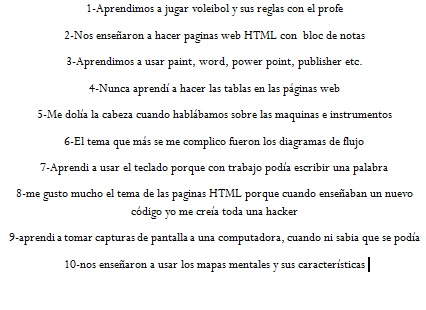 1-Aprendimos a jugar voleibol y sus reglas con el profe
2-Nos enseñaron a hacer paginas web HTML con bloc de notas
3-Aprendimos a usar paint, word, power point, publisher etc.
4-Nunca aprendí a hacer las tablas en las páginas web
5-Me dolía la cabeza cuando hablábamos sobre las maquinas e instrumentos
6-El tema que más se me complico fueron los diagramas de flujo
7-Aprendi a usar el teclado porque con trabajo podía escribir una palabra
8-me gusto mucho el tema de las paginas HTML porque cuando enseñaban un nuevo
código yo me creía toda una hacker
9-aprendi a tomar capturas de pantalla a una computadora, cuando ni sabia que se podía
10-nos enseñaron a usar los mapas mentales y sus características